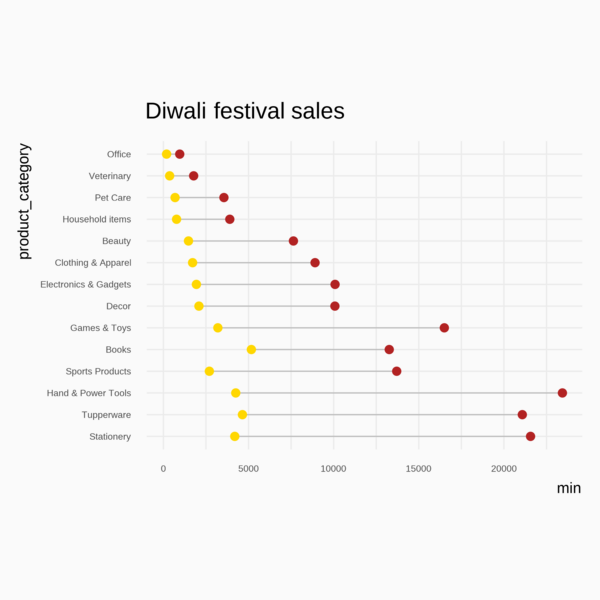 Diwali festival sales
product_category
Office
Veterinary
Pet Care
Household items
Beauty
Clothing & Apparel
Electronics & Gadgets
Decor
Games & Toys
Books
Sports Products
Hand & Power Tools
Tupperware
Stationery
0 5000 10000 15000 20000
min